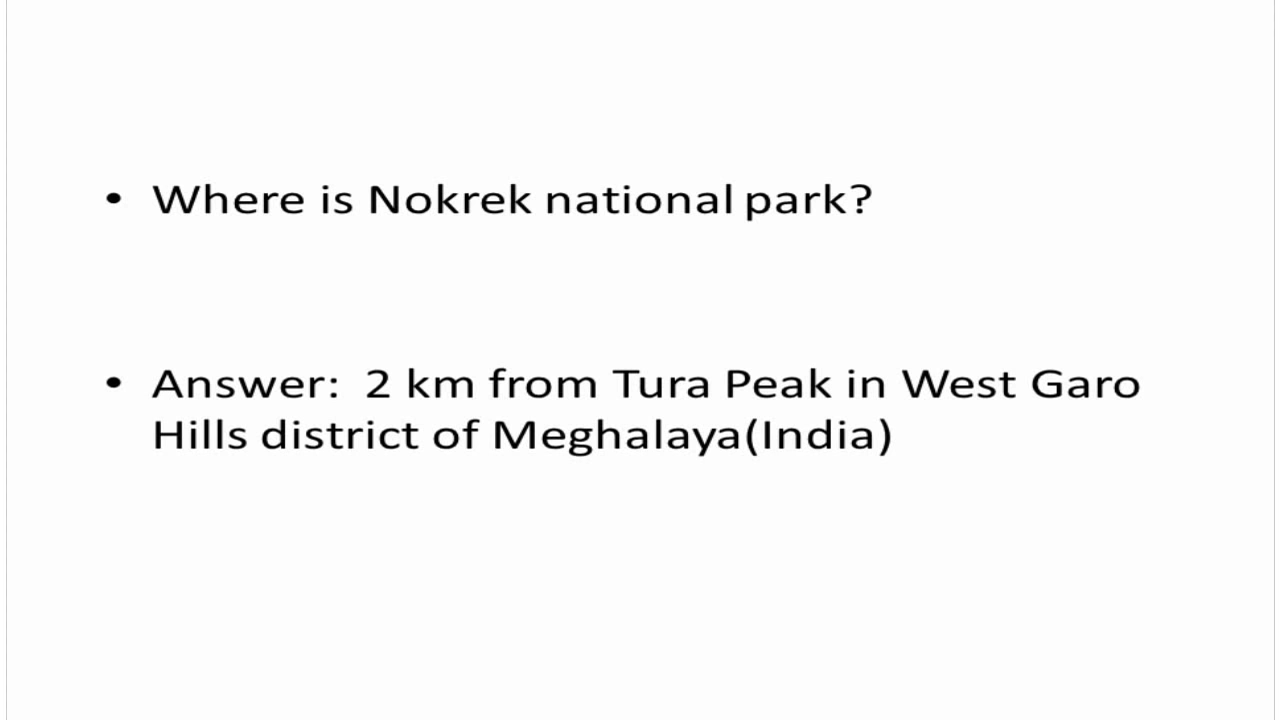 • Where is Nokrek national park?
• Answer:  2 km from Tura Peak in West Garo
Hills district of Meghalaya(India)